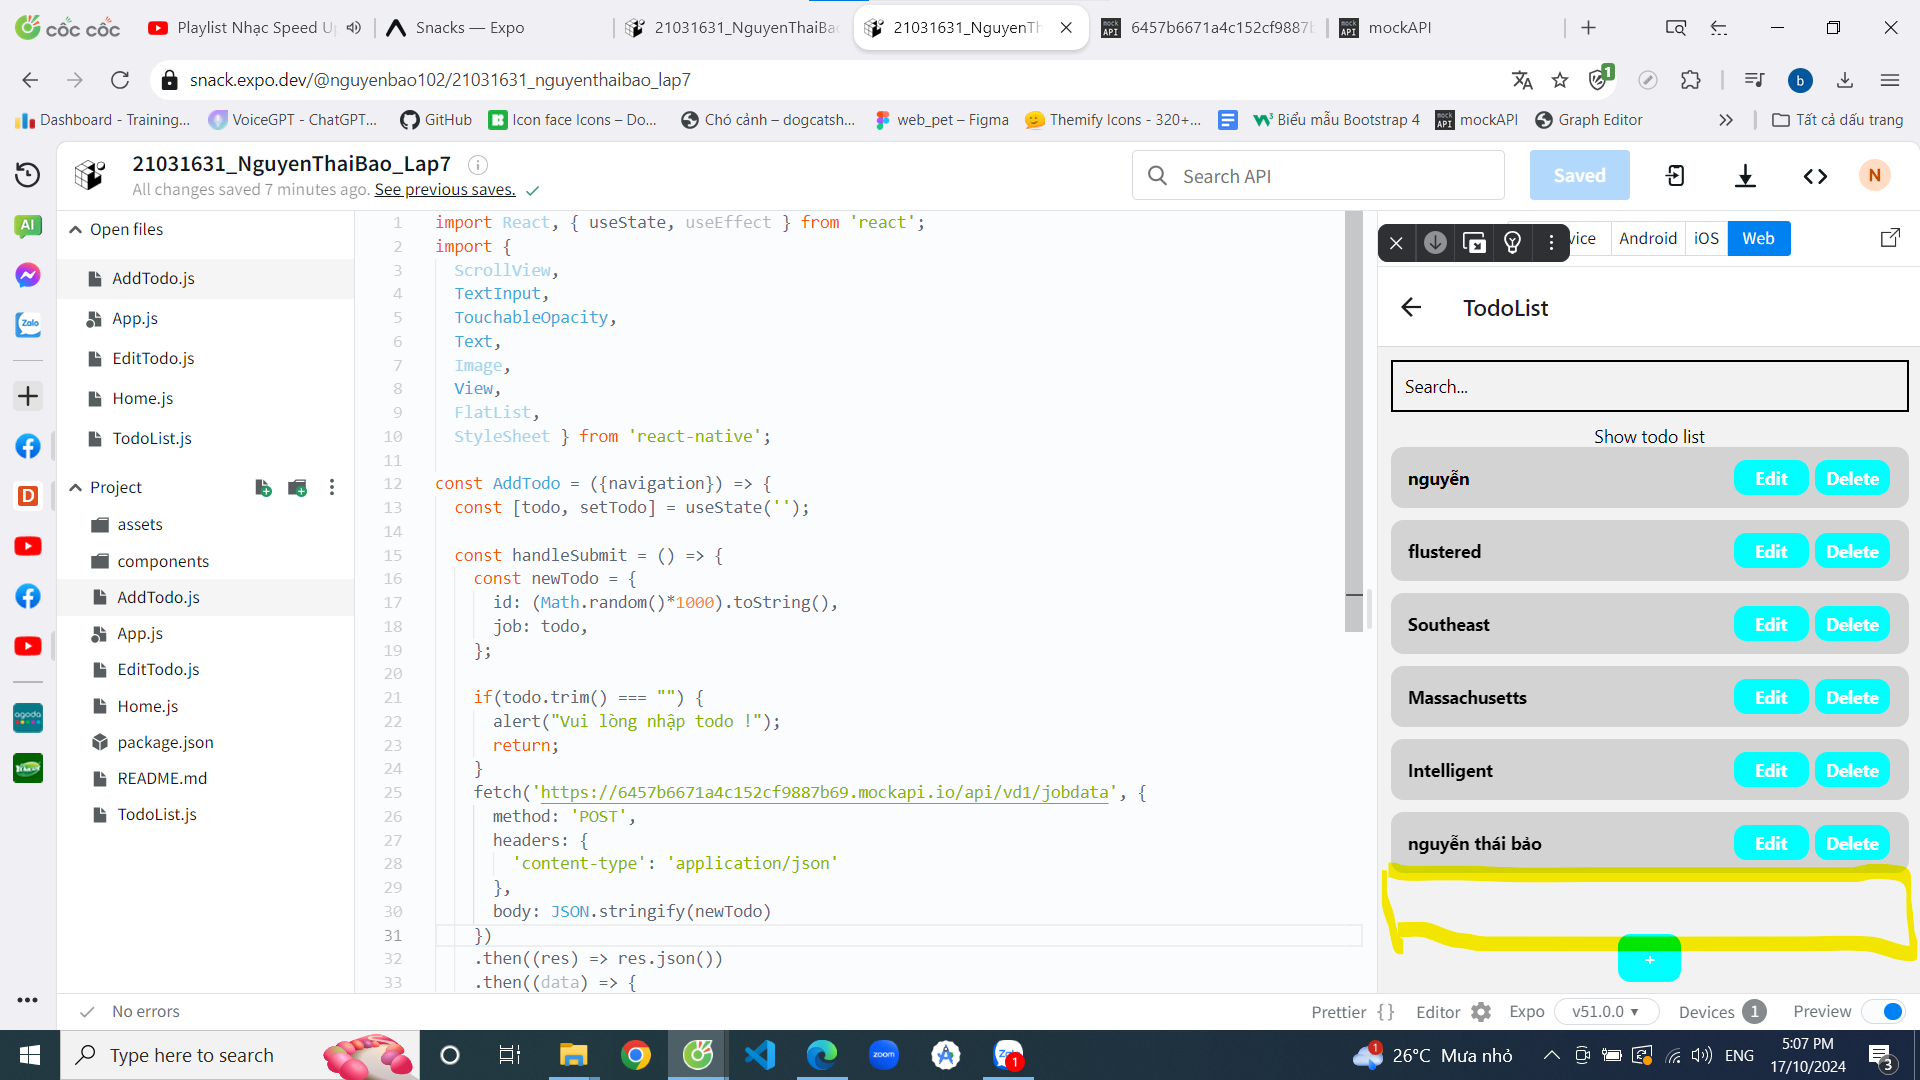 cốc cốc
Playlist Nhạc Speed U
Snacks — Expo
21031631_NguyenThaiBa
21031631_NguyenTh
6457b6671a4c152cf9887b
mockAPI
snack.expo.dev/@nguyenbao102/21031631_nguyenthaibao_lap7
1
b
Dashboard - Training...
VoiceGPT - ChatGPT...
GitHub
Icon face Icons – Do...
Chó cảnh – dogcatsh...
web_pet – Figma
Themify Icons - 320+...
Biểu mẫu Bootstrap 4
mockAPI
Graph Editor
Tất cả dấu trang
21031631_NguyenThaiBao_Lap7
All changes saved 7 minutes ago. See previous saves.
Search API
Saved
N
AI
Zalo
D
agoda
Open files
AddTodo.js
App.js
EditTodo.js
Home.js
TodoList.js
Project
assets
components
AddTodo.js
App.js
EditTodo.js
Home.js
package.json
README.md
TodoList.js
1 import React, { useState, useEffect } from 'react';
2 import {
3 ScrollView,
4 TextInput,
5 TouchableOpacity,
6 Text,
7 Image,
8 View,
9 FlatList,
10 StyleSheet } from 'react-native';
11
12 const AddTodo = ({navigation}) => {
13 const [todo, setTodo] = useState('');
14
15 const handleSubmit = () => {
16 const newTodo = {
17 id: (Math.random()*1000).toString(),
18 job: todo,
19 };
20
21 if(todo.trim() === "") {
22 alert("Vui lòng nhập todo !");
23 return;
24 }
25 fetch('https://6457b6671a4c152cf9887b69.mockapi.io/api/vd1/jobdata', {
26 method: 'POST',
27 headers: {
28 'content-type': 'application/json'
29 },
30 body: JSON.stringify(newTodo)
31 })
32 .then((res) => res.json())
33 .then((data) => {
vice
Android
iOS
Web
TodoList
Search...
Show todo list
nguyễn Edit Delete
flustered Edit Delete
Southeast Edit Delete
Massachusetts Edit Delete
Intelligent Edit Delete
nguyễn thái bảo Edit Delete
+
No errors
Prettier { }
Editor
Expo
v51.0.0
Devices 1
Preview
Type here to search
zoom
1
1
26°C Mưa nhỏ
ENG
5:07 PM
17/10/2024
3